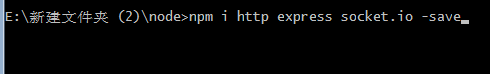 E:\新建文件夹 (2)\node>npm i http express socket.io -save